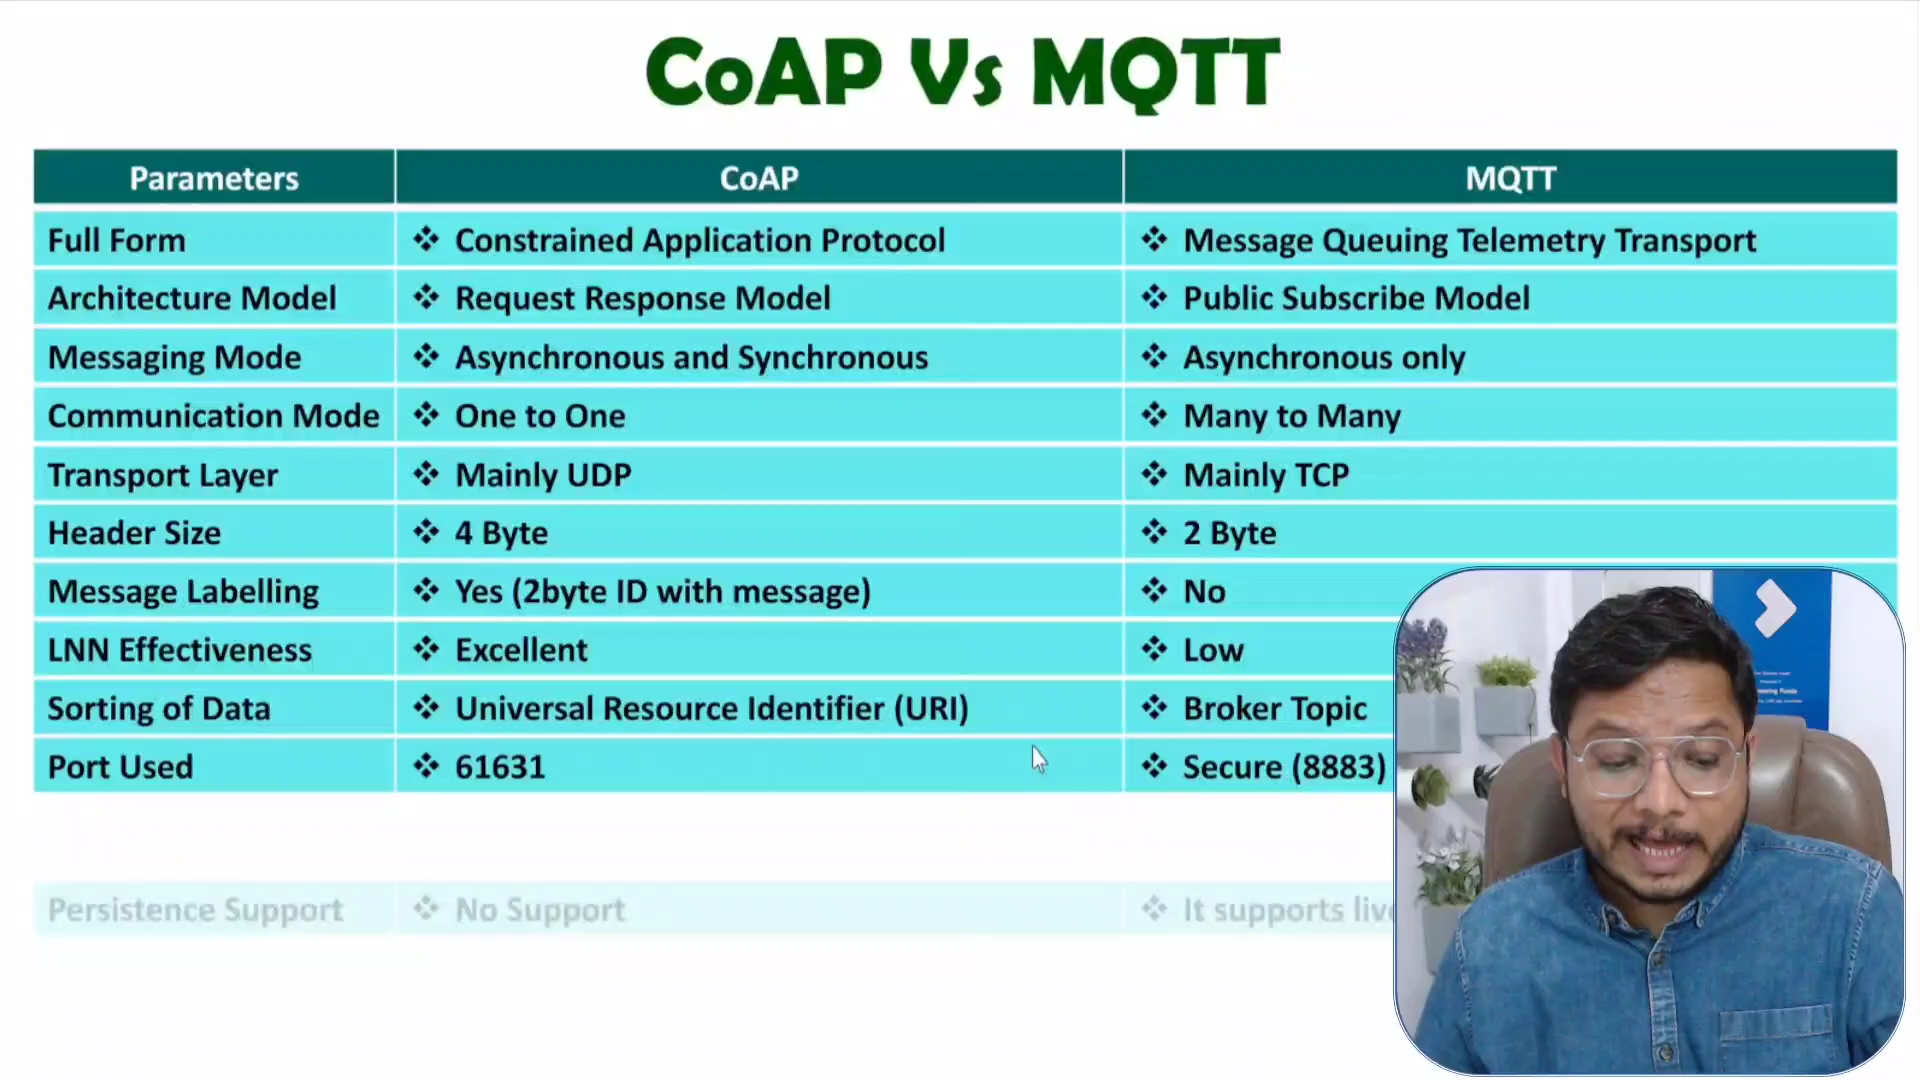 CoAP Vs MQTT
Parameters CoAP MQTT
Full Form ❖ Constrained Application Protocol ❖ Message Queuing Telemetry Transport
Architecture Model ❖ Request Response Model ❖ Public Subscribe Model
Messaging Mode ❖ Asynchronous and Synchronous ❖ Asynchronous only
Communication Mode ❖ One to One ❖ Many to Many
Transport Layer ❖ Mainly UDP ❖ Mainly TCP
Header Size ❖ 4 Byte ❖ 2 Byte
Message Labelling ❖ Yes (2byte ID with message) ❖ No
LNN Effectiveness ❖ Excellent ❖ Low
Sorting of Data ❖ Universal Resource Identifier (URI) ❖ Broker Topic
Port Used ❖ 61631 ❖ Secure (8883)
Persistence Support ❖ No Support ❖ It supports